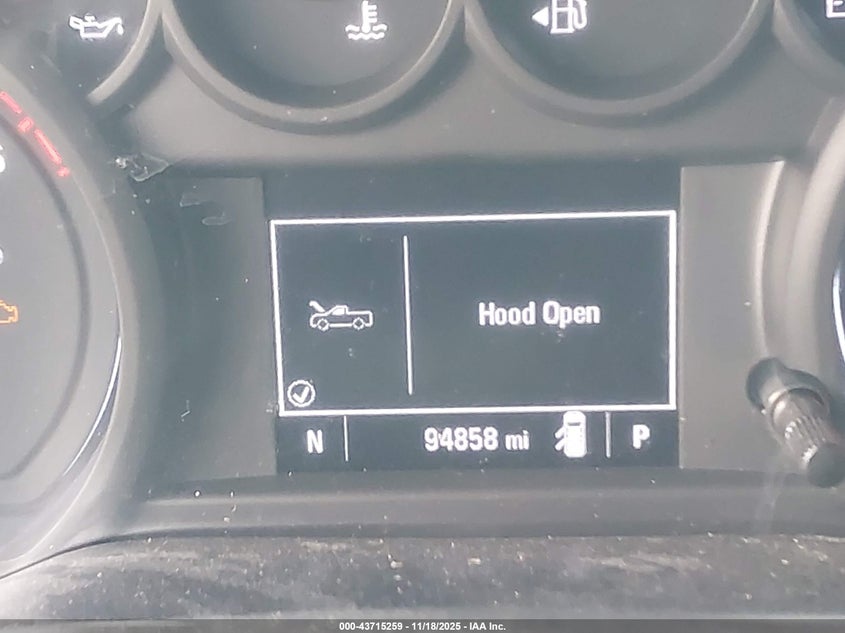 Hood Open
N 94858 mi P
000-43715259 - 11/18/2025 - IAA Inc.